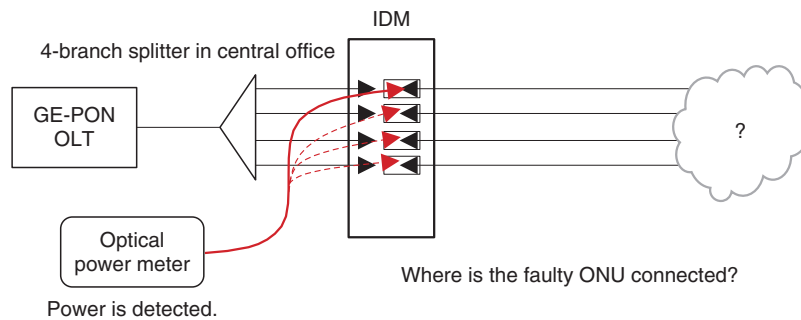 IDM
4-branch splitter in central office
GE-PON
OLT
?
Optical
power meter
Where is the faulty ONU connected?
Power is detected.